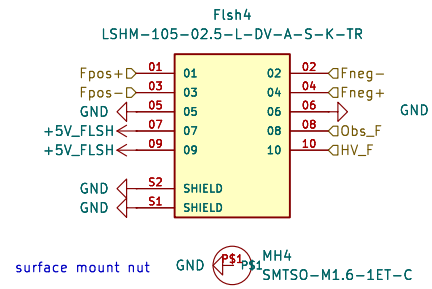 Flsh4
LSHM-105-02.5-L-DV-A-S-K-TR
Fpos+ 01 01 02 02 Fneg-
Fpos- 03 03 04 04 Fneg+
GND 05 05 06 06 GND
+5V_FLSH 07 07 08 08 Obs_F
+5V_FLSH 09 09 10 10 HV_F
GND S2 SHIELD
GND S1 SHIELD
surface mount nut GND P$1 P$1 MH4
SMTSO-M1.6-1ET-C